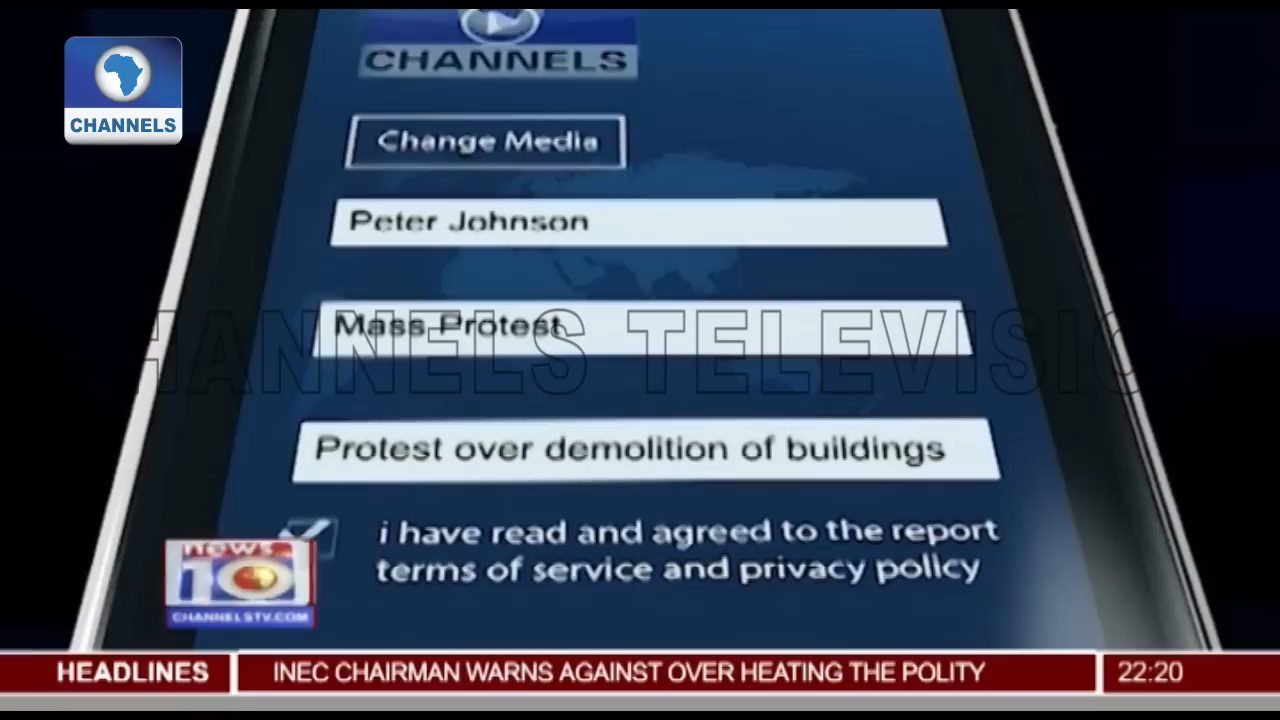 CHANNELS
CHANNELS
Change Media
Peter Johnson
Mass Protest
CHANNELS TELEVISIO
Protest over demolition of buildings
i have read and agreed to the report
terms of service and privacy policy
news
10
CHANNELSTV.COM
HEADLINES
INEC CHAIRMAN WARNS AGAINST OVER HEATING THE POLITY
22:20